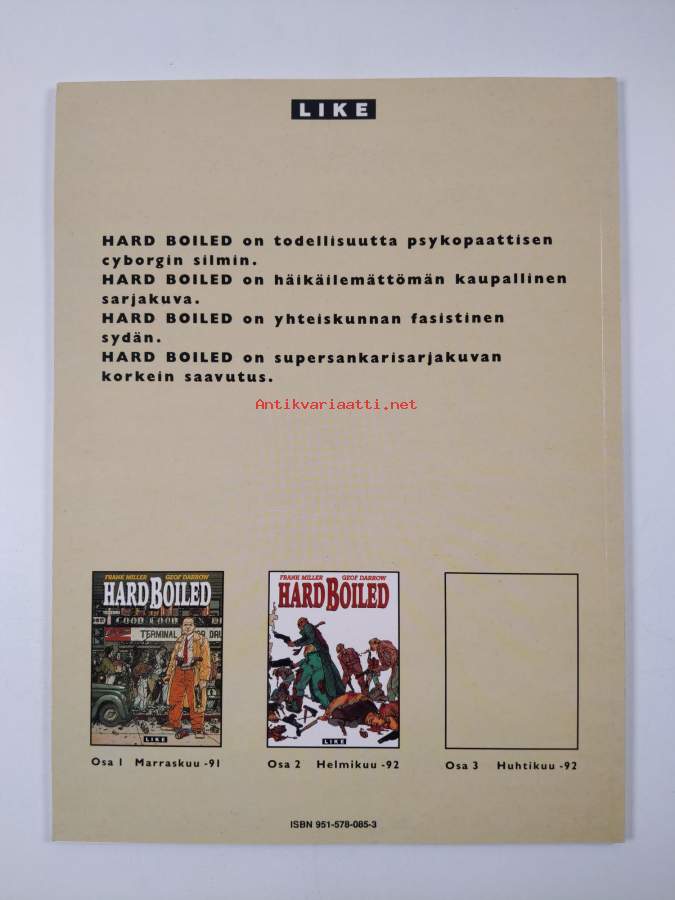 LIKE
HARD BOILED on todellisuutta psykopaattisen
cyborgin silmin.
HARD BOILED on häikäilemättömän kaupallinen
sarjakuva.
HARD BOILED on yhteiskunnan fasistinen
sydän.
HARD BOILED on supersankarisarjakuvan
korkein saavutus.
Antikvariaatti.net
FRANK MILLER GEOF DARROW
HARD BOILED
GOOD FOOD
TERMINAL
LIKE
FRANK MILLER GEOF DARROW
HARD BOILED
LIKE
Osa 1 Marraskuu -91
Osa 2 Helmikuu -92
Osa 3 Huhtikuu -92
ISBN 951-578-085-3